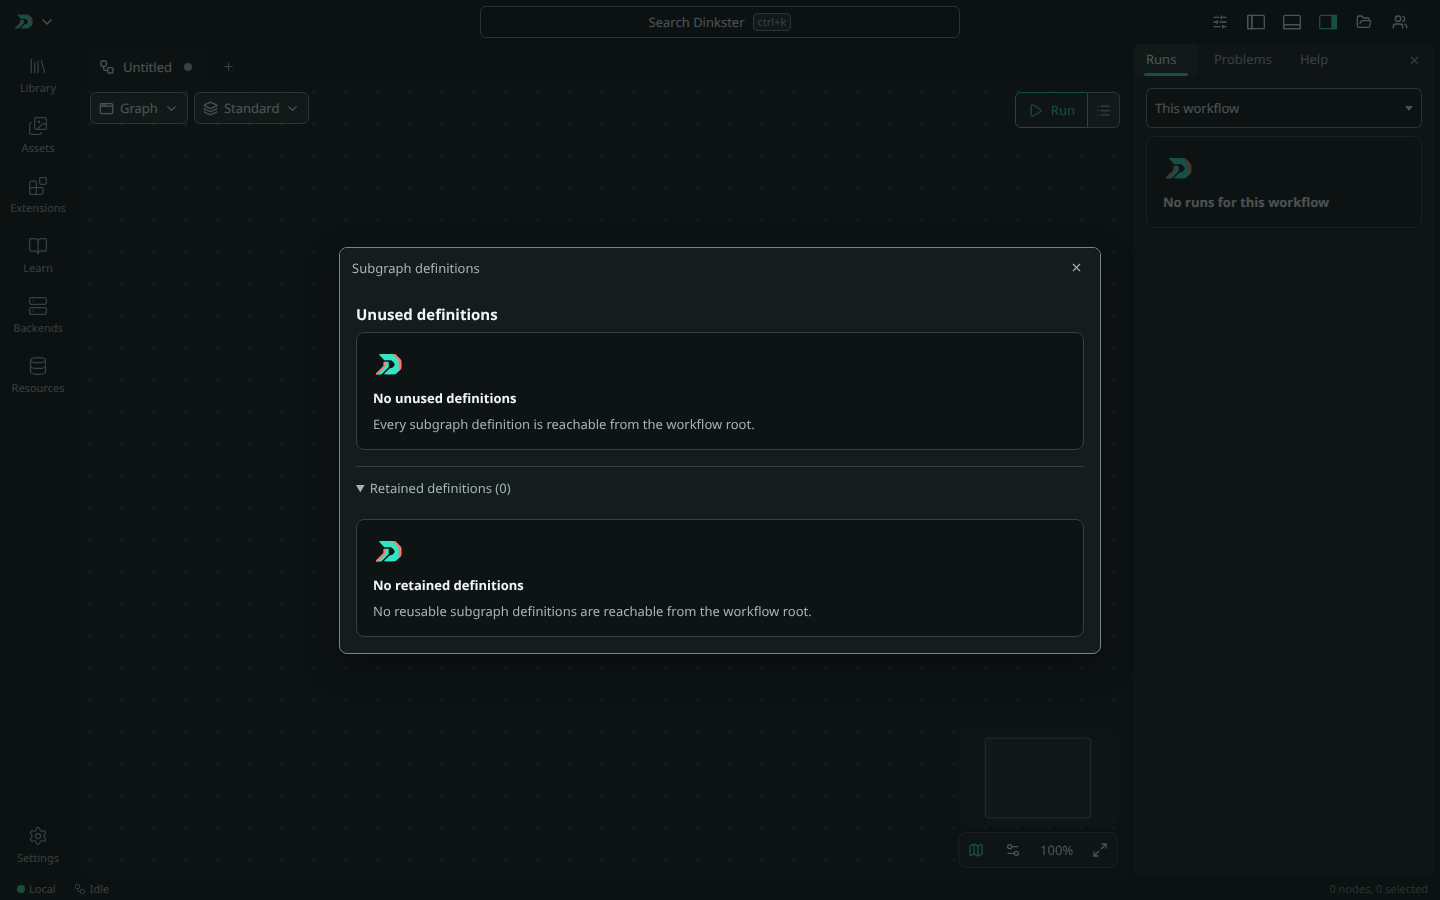 Search Dinkster ctrl+k
Library
Assets
Extensions
Learn
Backends
Resources
Settings
Untitled
Graph
Standard
Run
Runs
Problems
Help
This workflow
No runs for this workflow
Subgraph definitions
Unused definitions
No unused definitions
Every subgraph definition is reachable from the workflow root.
Retained definitions (0)
No retained definitions
No reusable subgraph definitions are reachable from the workflow root.
100%
Local
Idle
0 nodes, 0 selected